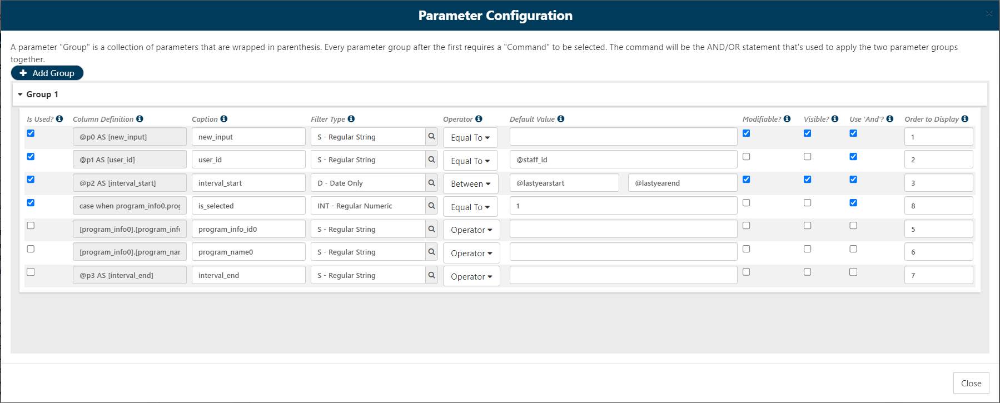 Parameter Configuration
×
A parameter "Group" is a collection of parameters that are wrapped in parenthesis. Every parameter group after the first requires a "Command" to be selected. The command will be the AND/OR statement that's used to apply the two parameter groups
together.
Add Group
Group 1
Is Used? Column Definition Caption Filter Type Operator Default Value Modifiable? Visible? Use 'And'? Order to Display
@p0 AS [new_input] new_input S - Regular String Equal To 1
@p1 AS [user_id] user_id S - Regular String Equal To @staff_id 2
@p2 AS [interval_start] interval_start D - Date Only Between @lastyearstart @lastyearend 3
case when program_info0.prog is_selected INT - Regular Numeric Equal To 1 8
[program_info0].[program_info program_info_id0 S - Regular String Operator 5
[program_info0].[program_nar program_name0 S - Regular String Operator 6
@p3 AS [interval_end] interval_end S - Regular String Operator 7
Close